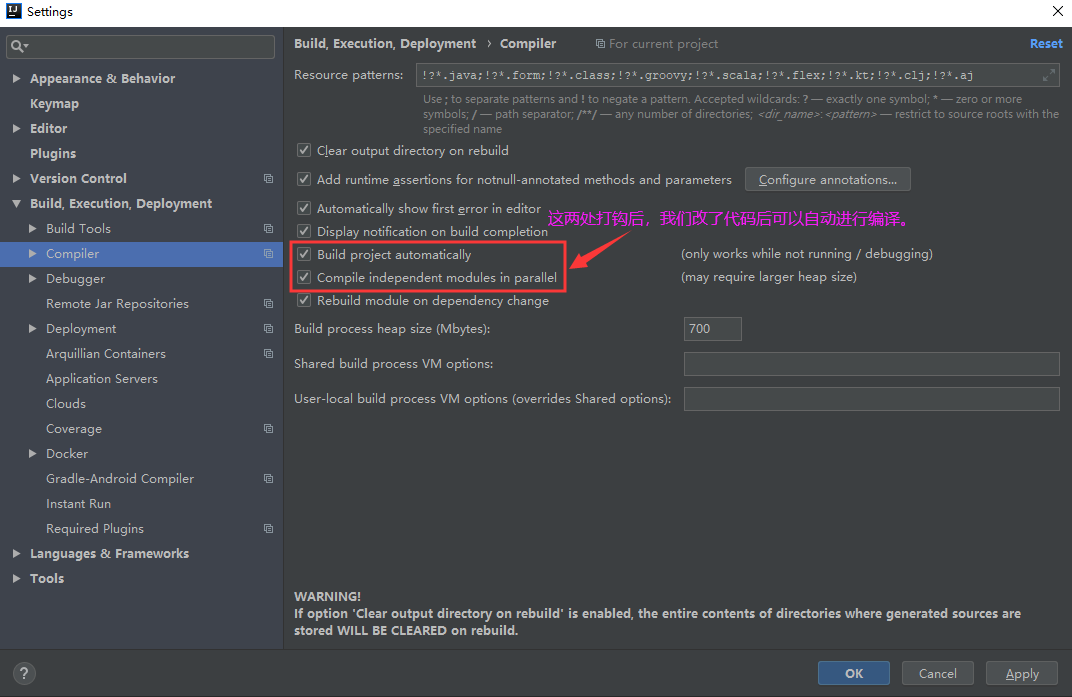 Settings
Build, Execution, Deployment › Compiler
For current project
Reset
Appearance & Behavior
Keymap
Editor
Plugins
Version Control
Build, Execution, Deployment
Build Tools
Compiler
Debugger
Remote Jar Repositories
Deployment
Arquillian Containers
Application Servers
Clouds
Coverage
Docker
Gradle-Android Compiler
Instant Run
Required Plugins
Languages & Frameworks
Tools
Resource patterns:
!?*.java;!?*.form;!?*.class;!?*.groovy;!?*.scala;!?*.flex;!?*.kt;!?*.clj;!?*.aj
Use ; to separate patterns and ! to negate a pattern. Accepted wildcards: ? — exactly one symbol; * — zero or more
symbols; / — path separator; /**/ — any number of directories; <dir_name>:<pattern> — restrict to source roots with the
specified name
Clear output directory on rebuild
Add runtime assertions for notnull-annotated methods and parameters
Configure annotations...
Automatically show first error in editor
这两处打钩后，我们改了代码后可以自动进行编译。
Display notification on build completion
Build project automatically
(only works while not running / debugging)
Compile independent modules in parallel
(may require larger heap size)
Rebuild module on dependency change
Build process heap size (Mbytes):
700
Shared build process VM options:
User-local build process VM options (overrides Shared options):
WARNING!
If option 'Clear output directory on rebuild' is enabled, the entire contents of directories where generated sources are
stored WILL BE CLEARED on rebuild.
?
OK
Cancel
Apply